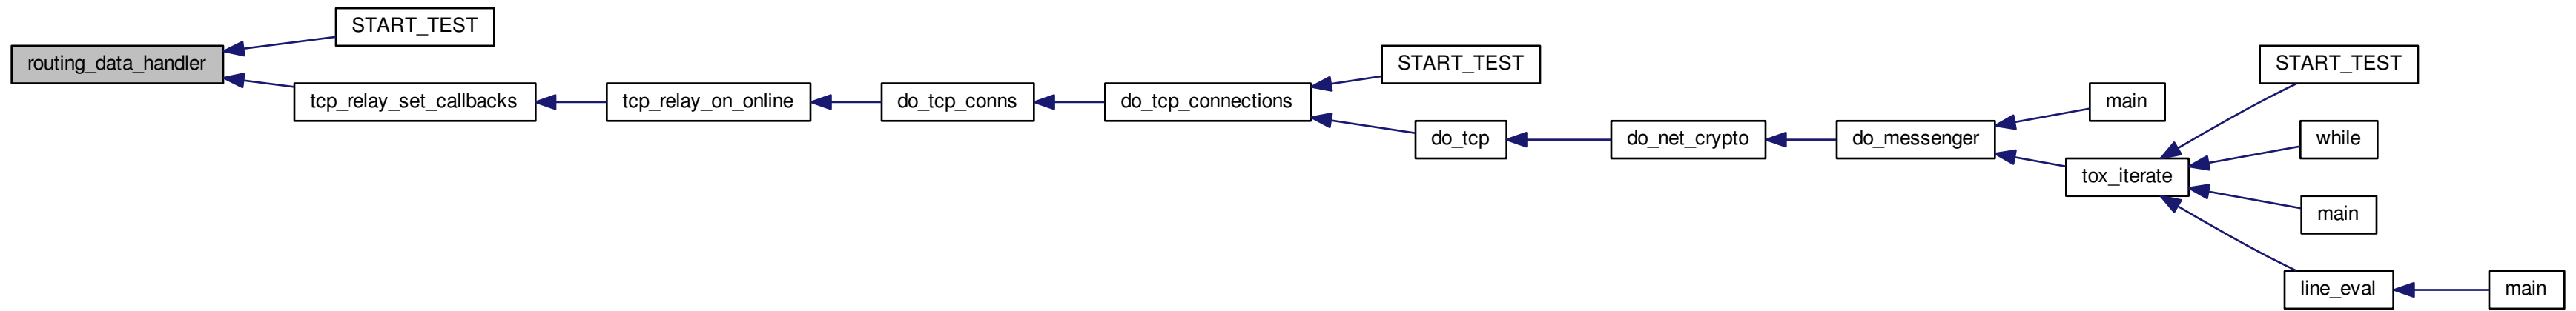 routing_data_handler
START_TEST
tcp_relay_set_callbacks
tcp_relay_on_online
do_tcp_conns
do_tcp_connections
START_TEST
do_tcp
do_net_crypto
do_messenger
main
tox_iterate
START_TEST
while
main
line_eval
main